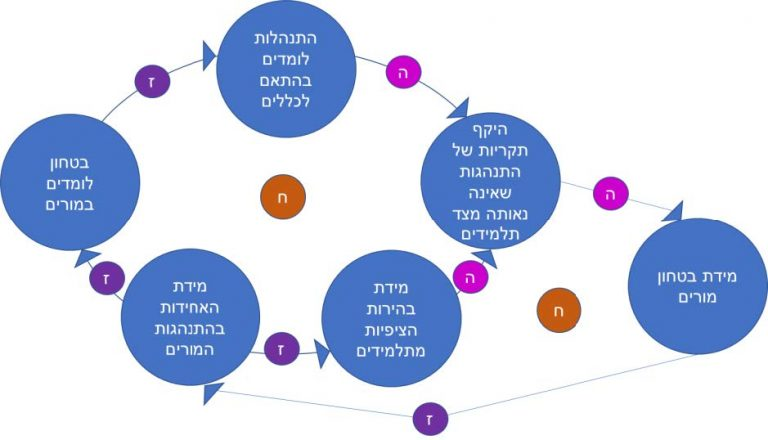 התנהלות
לומדים
בהתאם
לכללים
ה
ז
היקף
תקריות של
התנהגות
שאינה
נאותה מצד
תלמידים
בטחון
לומדים
במורים
ח
ה
מידת בטחון
מורים
ז
מידת
האחידות
בהתנהגות
המורים
ז
מידת
בהירות
הציפיות
מתלמידים
ה
ח
ז